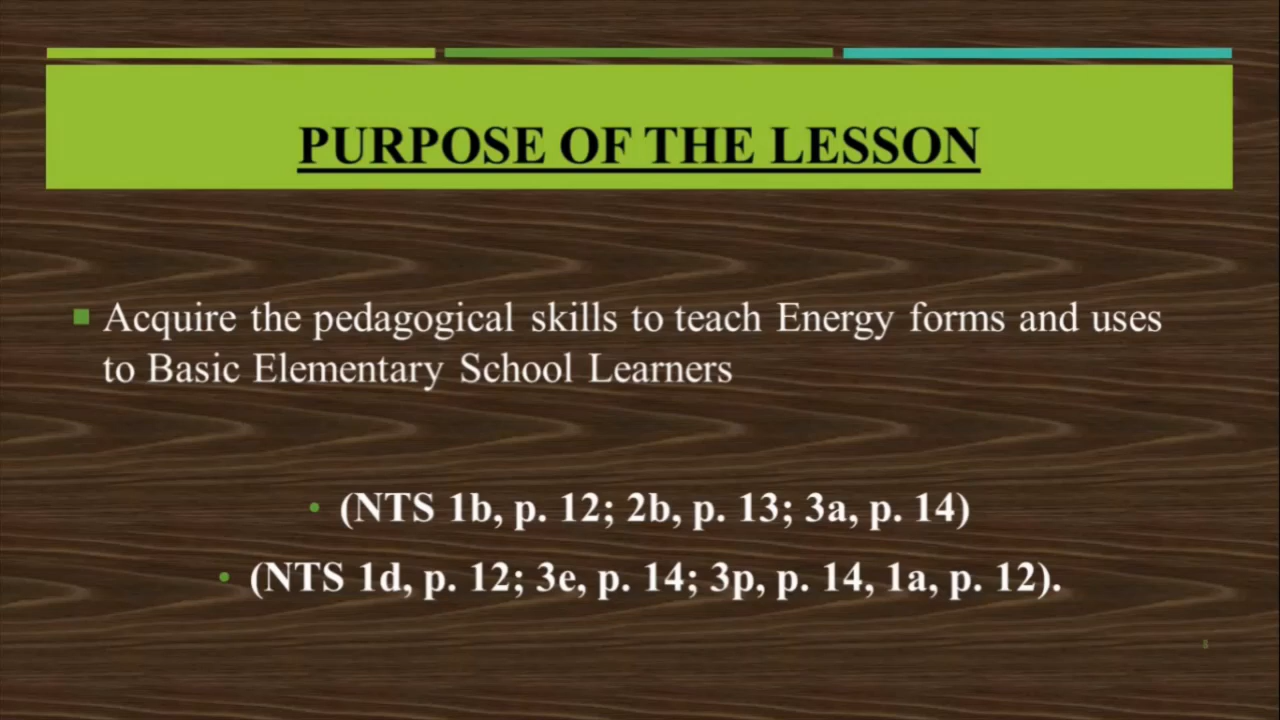 PURPOSE OF THE LESSON
Acquire the pedagogical skills to teach Energy forms and uses
to Basic Elementary School Learners
(NTS 1b, p. 12; 2b, p. 13; 3a, p. 14)
(NTS 1d, p. 12; 3e, p. 14; 3p, p. 14, 1a, p. 12).